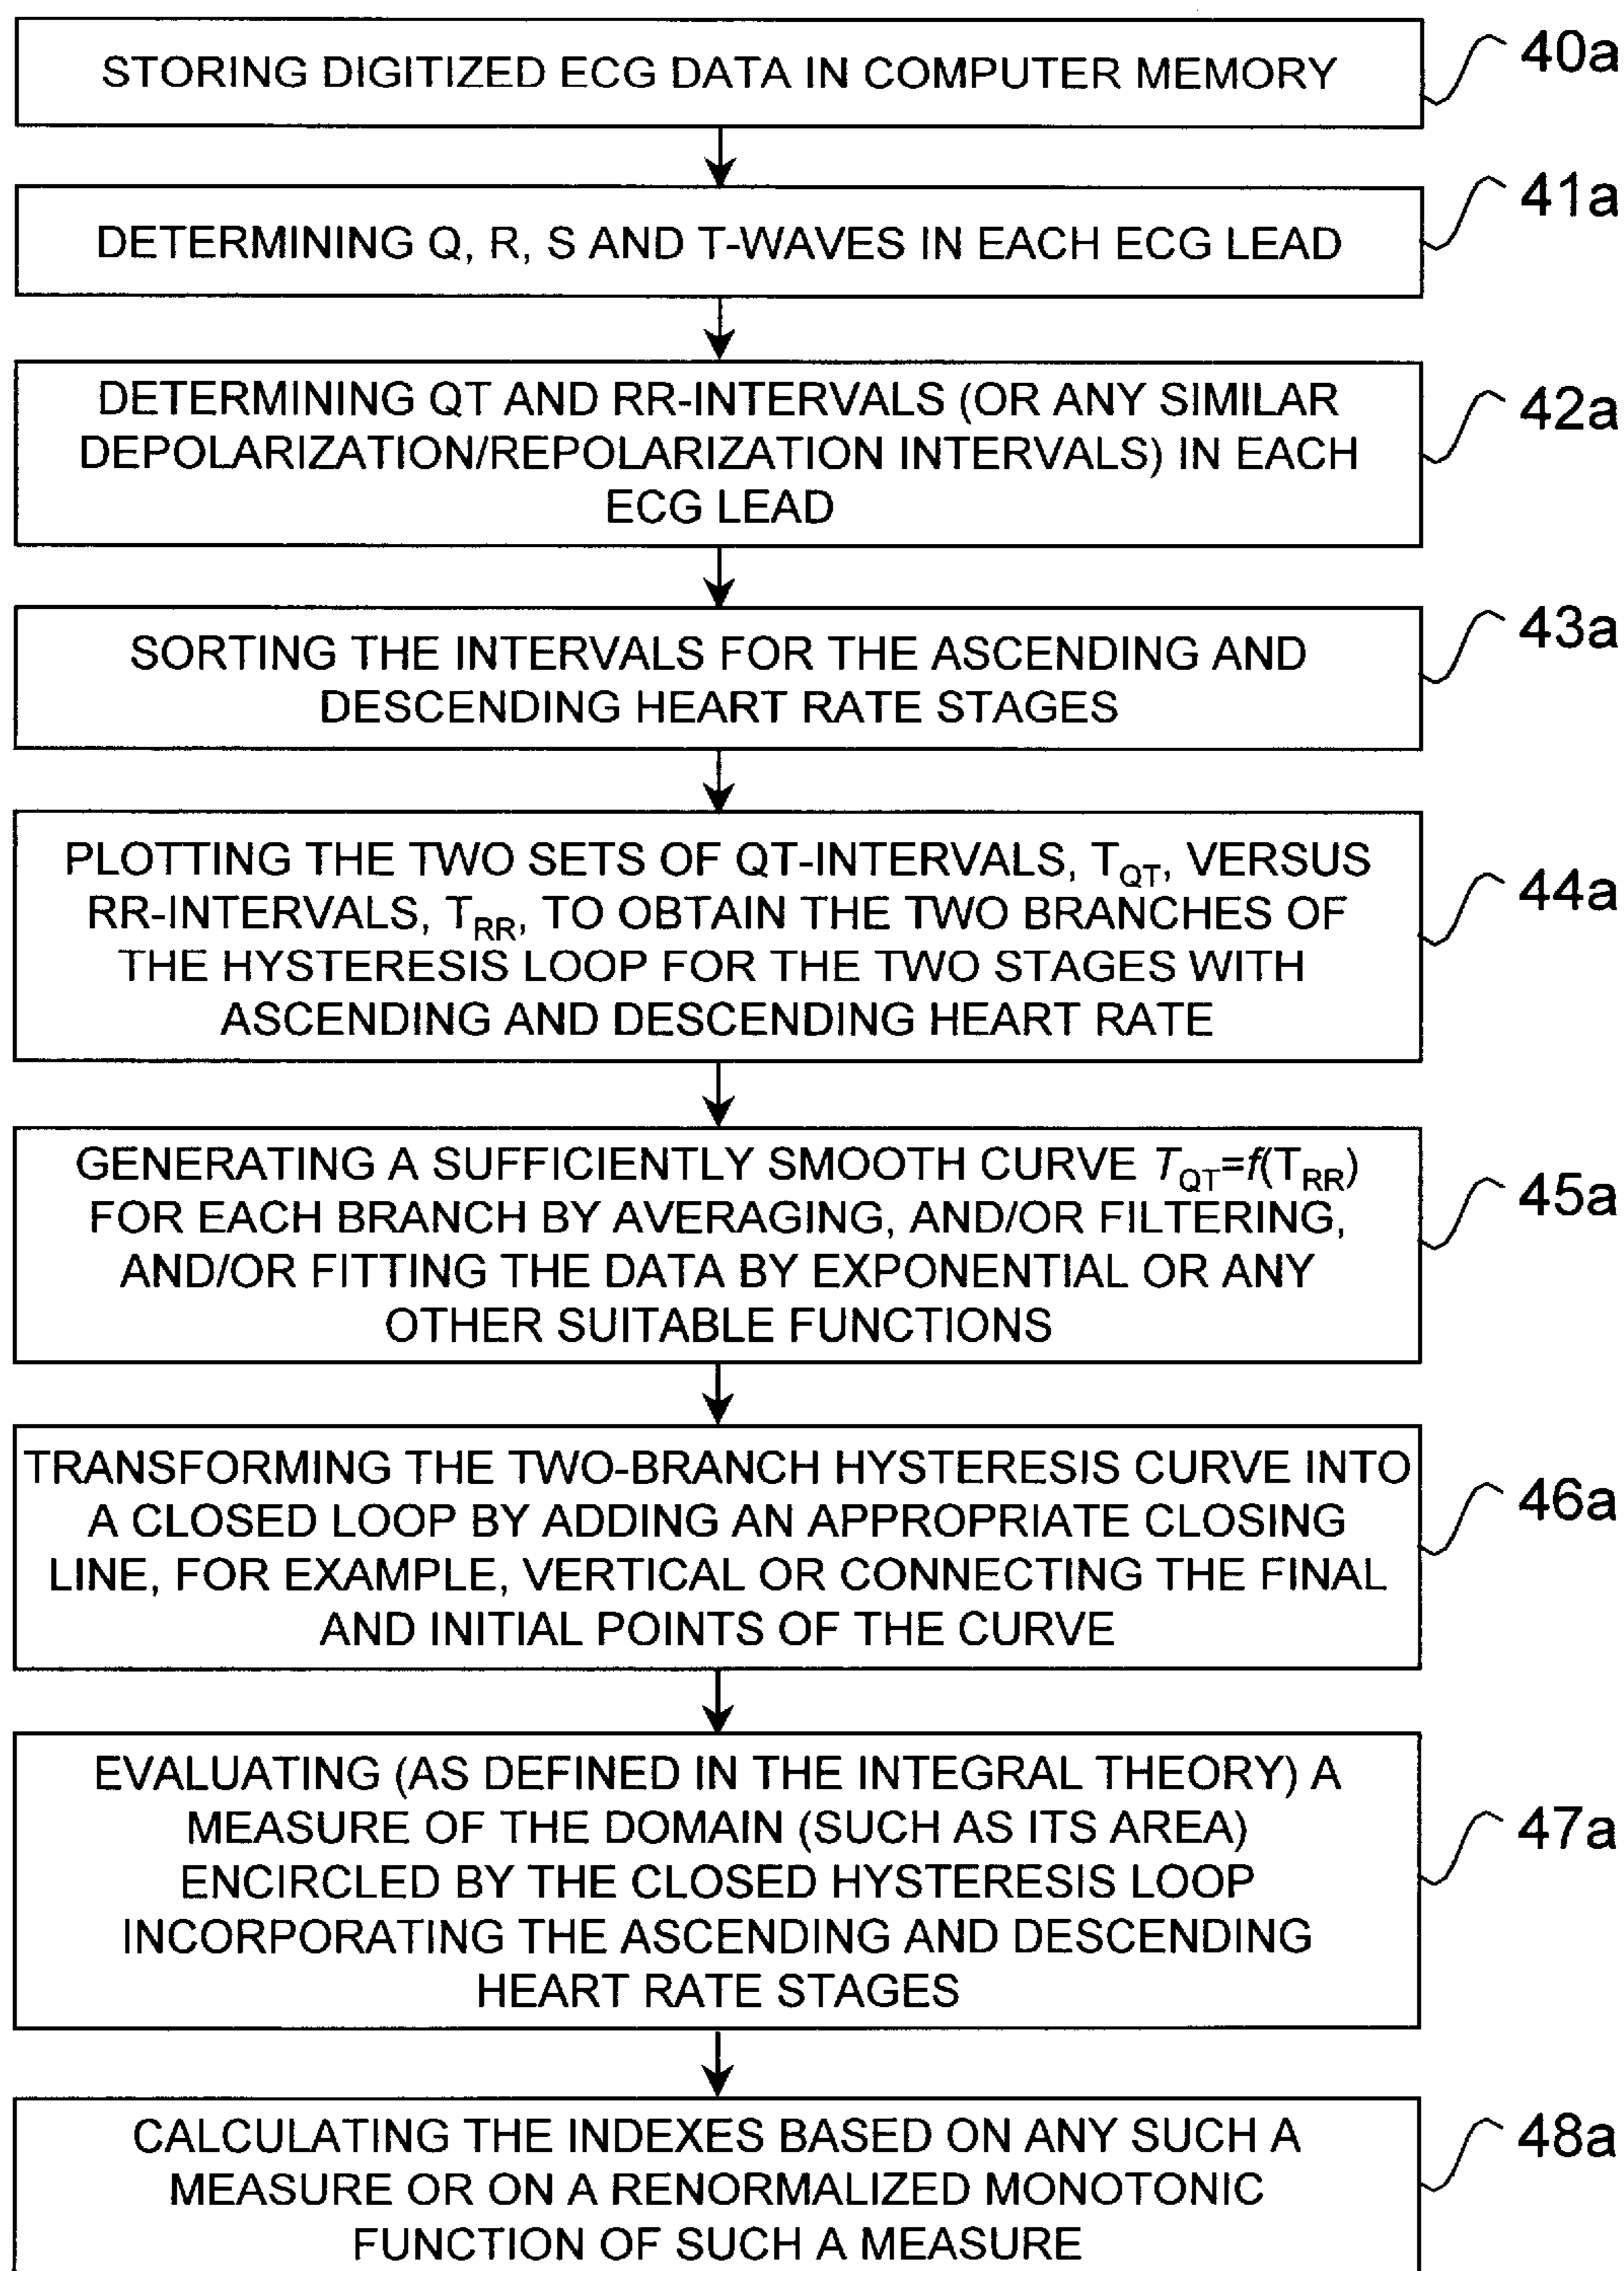 STORING DIGITIZED ECG DATA IN COMPUTER MEMORY
40a
DETERMINING Q, R, S AND T-WAVES IN EACH ECG LEAD
41a
DETERMINING QT AND RR-INTERVALS (OR ANY SIMILAR
DEPOLARIZATION/REPOLARIZATION INTERVALS) IN EACH
ECG LEAD
42a
SORTING THE INTERVALS FOR THE ASCENDING AND
DESCENDING HEART RATE STAGES
43a
PLOTTING THE TWO SETS OF QT-INTERVALS, TQT, VERSUS
RR-INTERVALS, TRR, TO OBTAIN THE TWO BRANCHES OF
THE HYSTERESIS LOOP FOR THE TWO STAGES WITH
ASCENDING AND DESCENDING HEART RATE
44a
GENERATING A SUFFICIENTLY SMOOTH CURVE TQT=f(TRR)
FOR EACH BRANCH BY AVERAGING, AND/OR FILTERING,
AND/OR FITTING THE DATA BY EXPONENTIAL OR ANY
OTHER SUITABLE FUNCTIONS
45a
TRANSFORMING THE TWO-BRANCH HYSTERESIS CURVE INTO
A CLOSED LOOP BY ADDING AN APPROPRIATE CLOSING
LINE, FOR EXAMPLE, VERTICAL OR CONNECTING THE FINAL
AND INITIAL POINTS OF THE CURVE
46a
EVALUATING (AS DEFINED IN THE INTEGRAL THEORY) A
MEASURE OF THE DOMAIN (SUCH AS ITS AREA)
ENCIRCLED BY THE CLOSED HYSTERESIS LOOP
INCORPORATING THE ASCENDING AND DESCENDING
HEART RATE STAGES
47a
CALCULATING THE INDEXES BASED ON ANY SUCH A
MEASURE OR ON A RENORMALIZED MONOTONIC
FUNCTION OF SUCH A MEASURE
48a